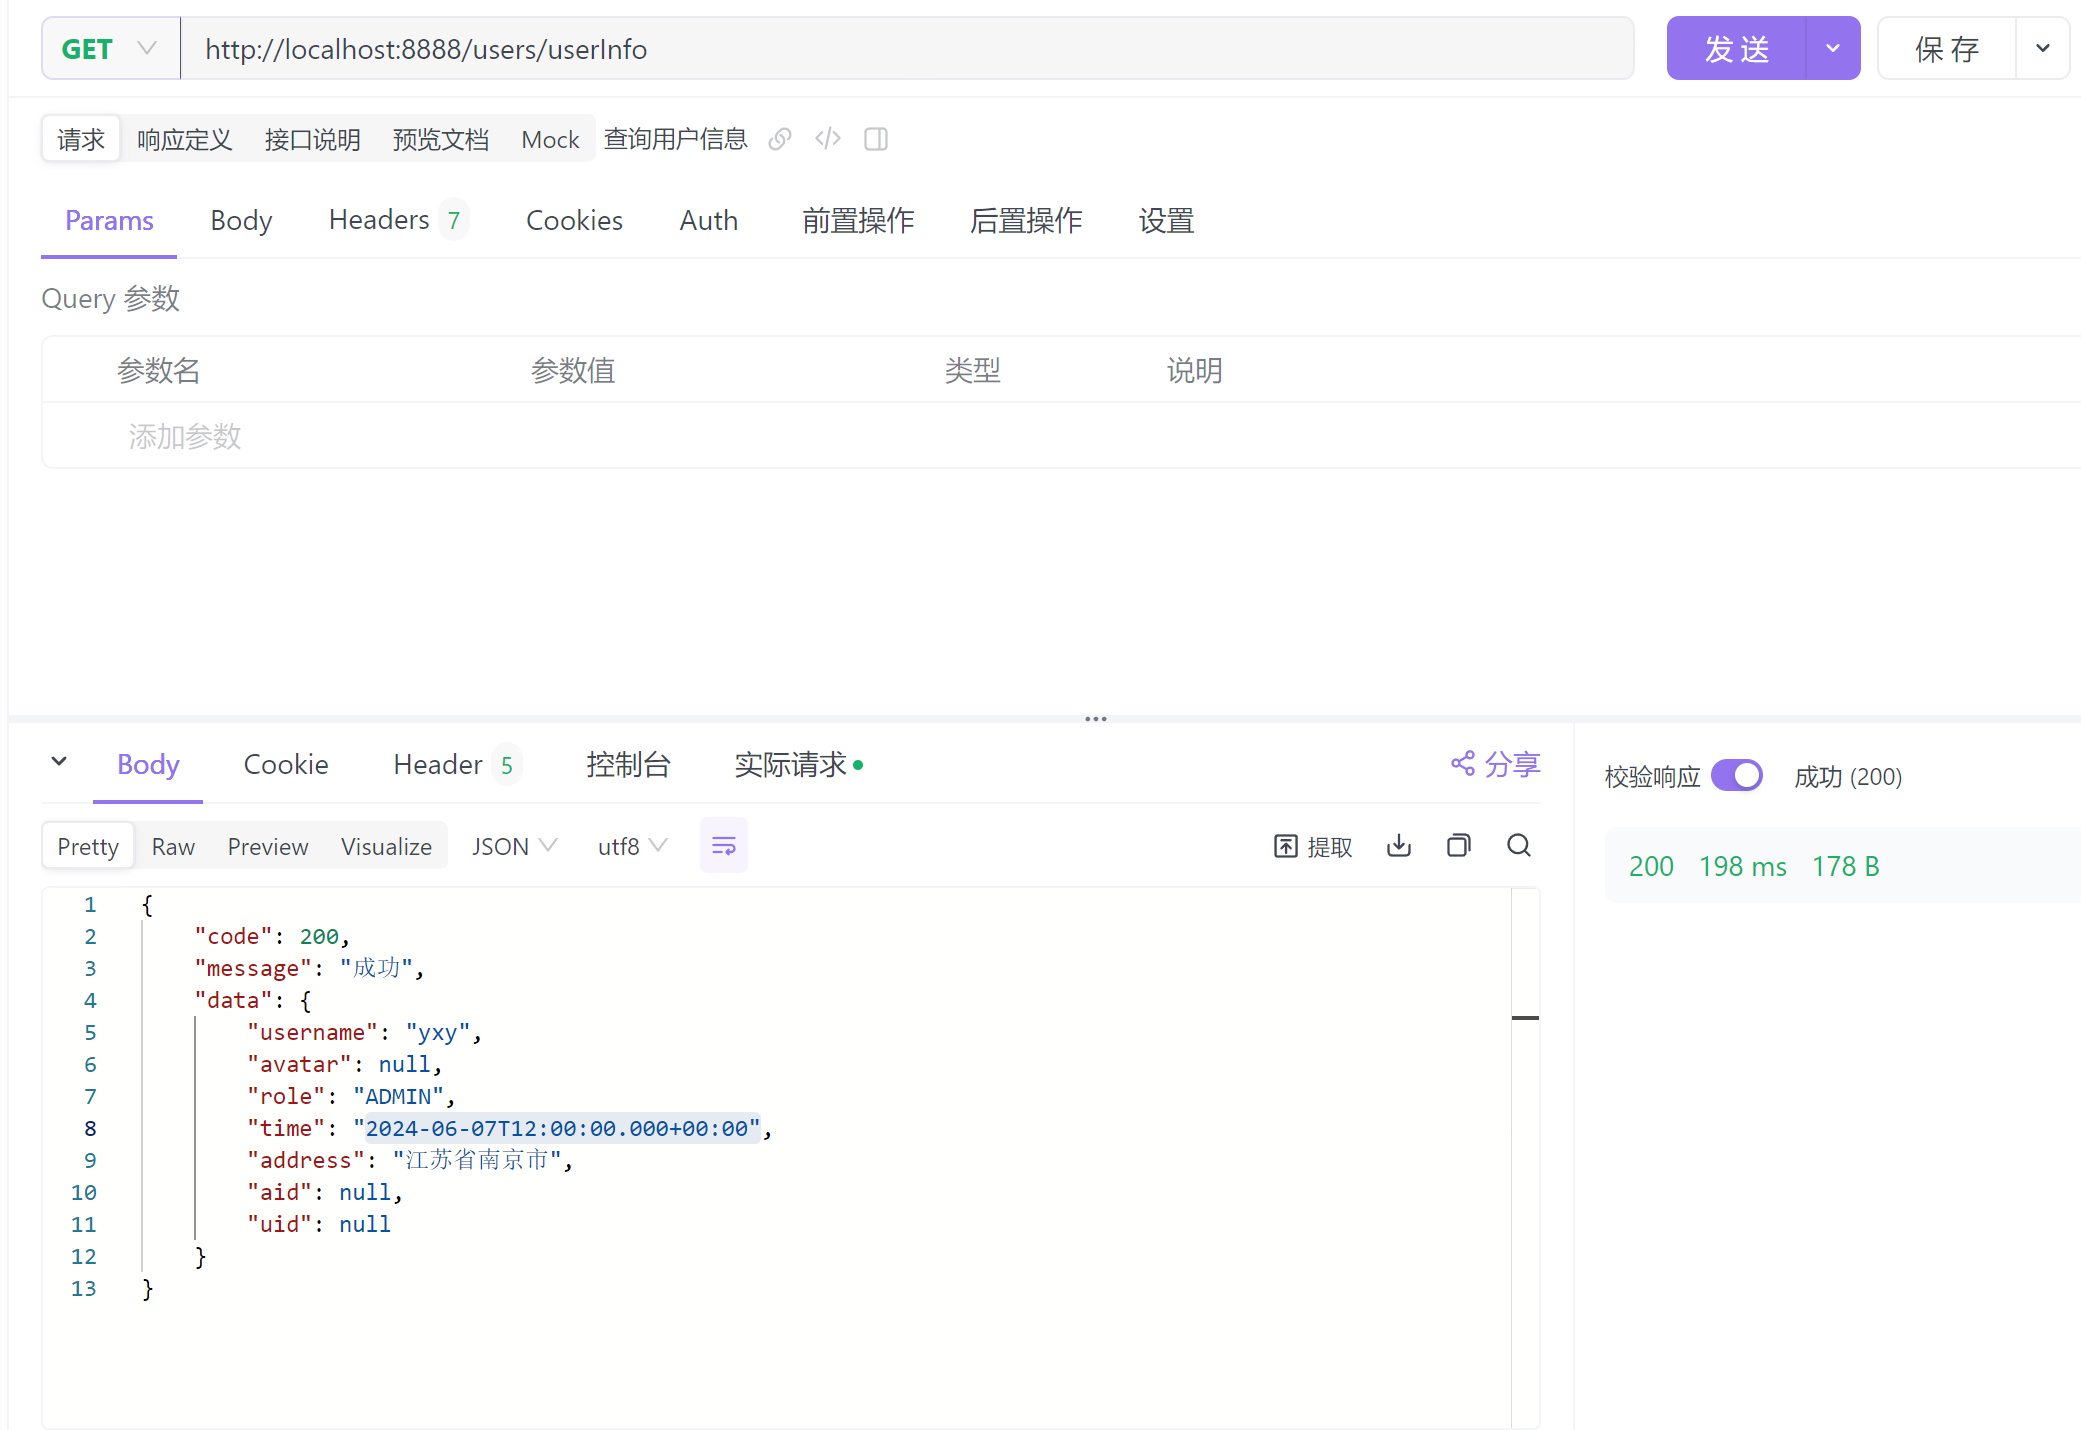 GET http://localhost:8888/users/userInfo 发送 保存
请求 响应定义 接口说明 预览文档 Mock 查询用户信息
Params Body Headers 7 Cookies Auth 前置操作 后置操作 设置
Query 参数
参数名 参数值 类型 说明
添加参数
Body Cookie Header 5 控制台 实际请求 分享
校验响应 成功 (200)
Pretty Raw Preview Visualize JSON utf8 提取
200 198 ms 178 B
1 {
2 "code": 200,
3 "message": "成功",
4 "data": {
5 "username": "yxy",
6 "avatar": null,
7 "role": "ADMIN",
8 "time": "2024-06-07T12:00:00.000+00:00",
9 "address": "江苏省南京市",
10 "aid": null,
11 "uid": null
12 }
13 }